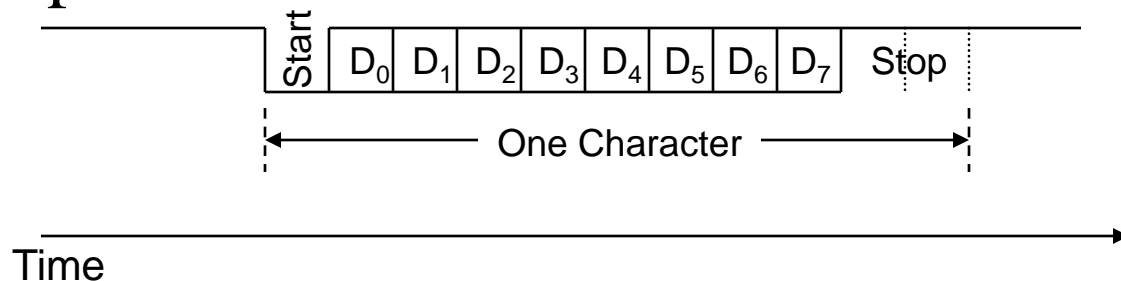 Start D₀ D₁ D₂ D₃ D₄ D₅ D₆ D₇ Stop
One Character
Time